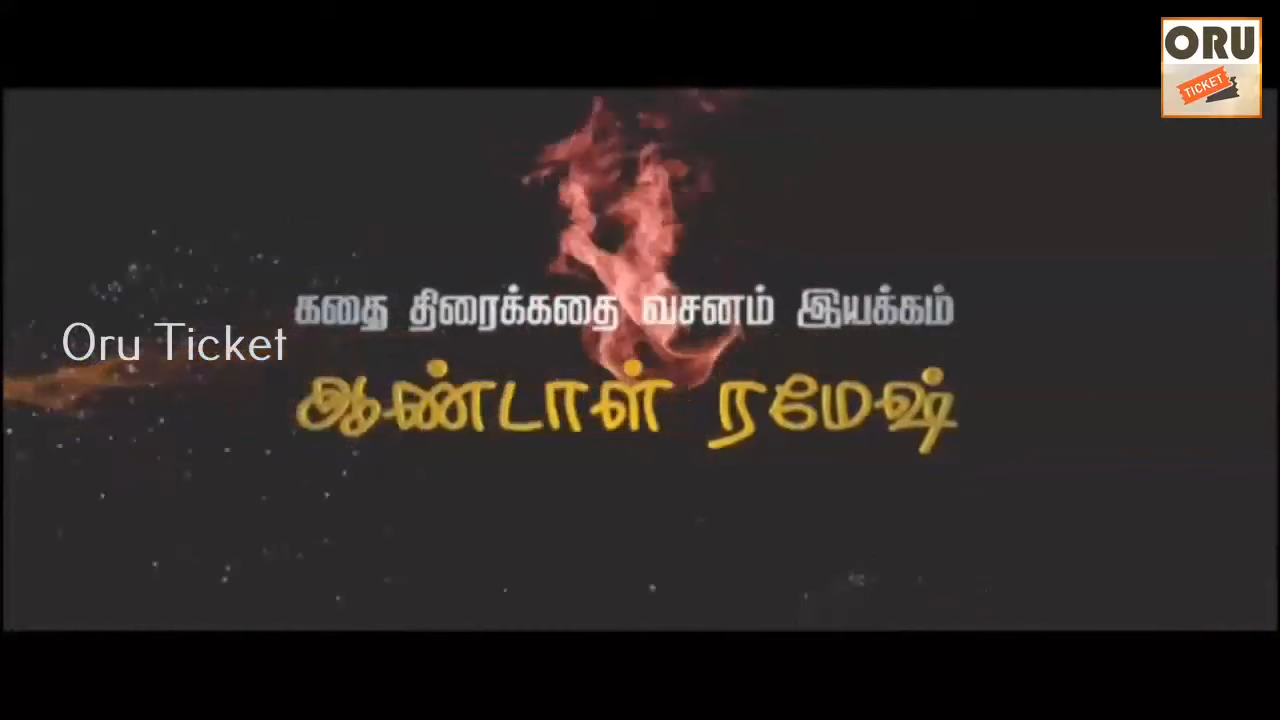 ORU
TICKET
கதை திரைக்கதை வசனம் இயக்கம்
Oru Ticket
ஆண்டாள் ரமேஷ்